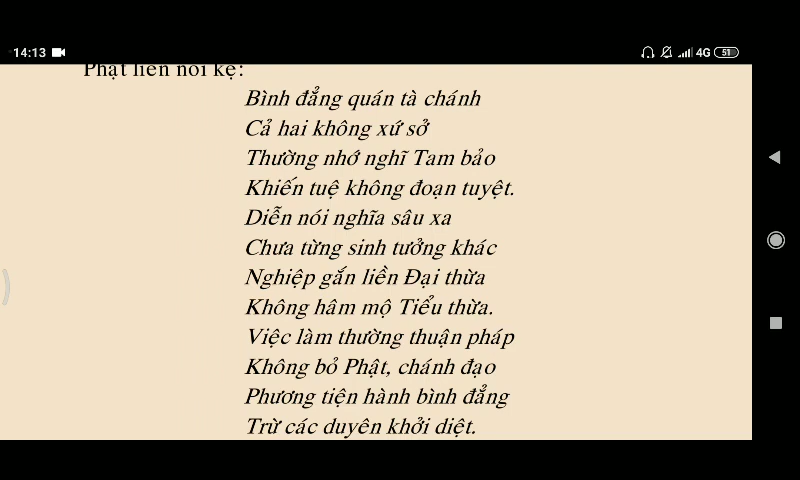 14:13
4G 51
Phật liền nói kệ:
Bình đẳng quán tà chánh
Cả hai không xứ sở
Thường nhớ nghĩ Tam bảo
Khiến tuệ không đoạn tuyệt.
Diễn nói nghĩa sâu xa
Chưa từng sinh tưởng khác
Nghiệp gắn liền Đại thừa
Không hâm mộ Tiểu thừa.
Việc làm thường thuận pháp
Không bỏ Phật, chánh đạo
Phương tiện hành bình đẳng
Trừ các duyên khởi diệt.